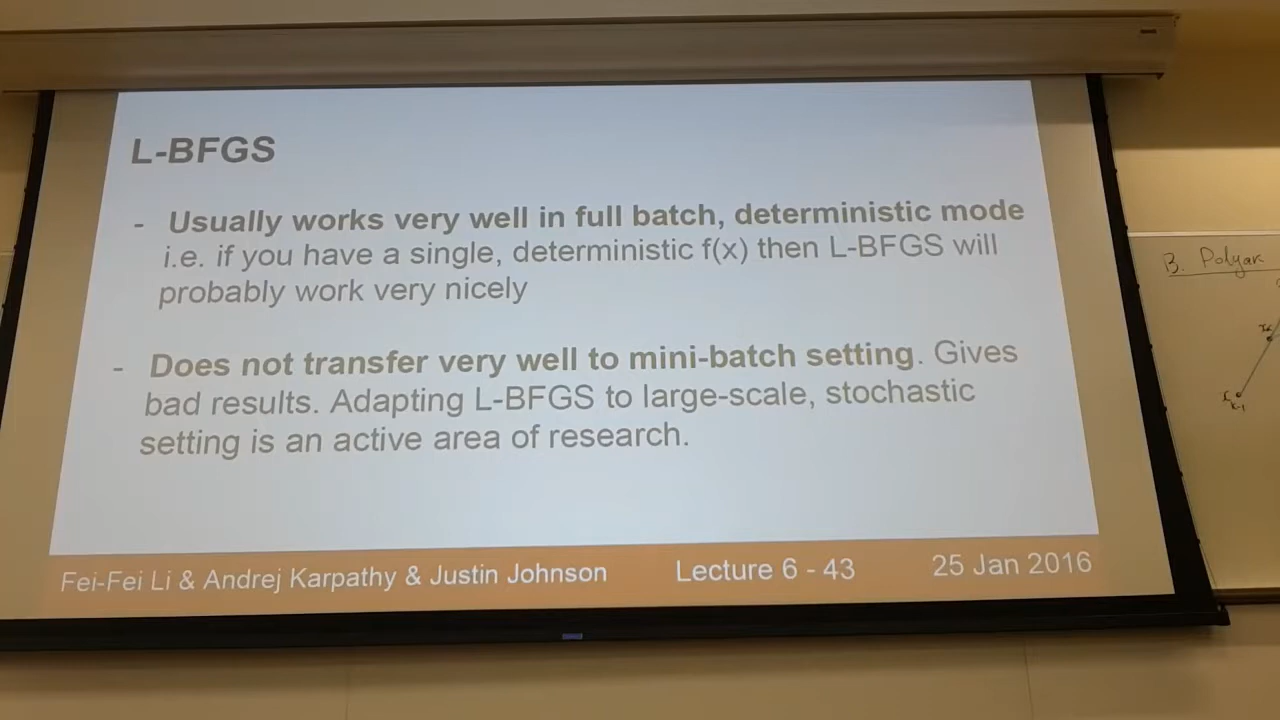 L-BFGS
- Usually works very well in full batch, deterministic mode
i.e. if you have a single, deterministic f(x) then L-BFGS will
probably work very nicely
- Does not transfer very well to mini-batch setting. Gives
bad results. Adapting L-BFGS to large-scale, stochastic
setting is an active area of research.
Fei-Fei Li & Andrej Karpathy & Justin Johnson Lecture 6 - 43 25 Jan 2016
B. Polyak